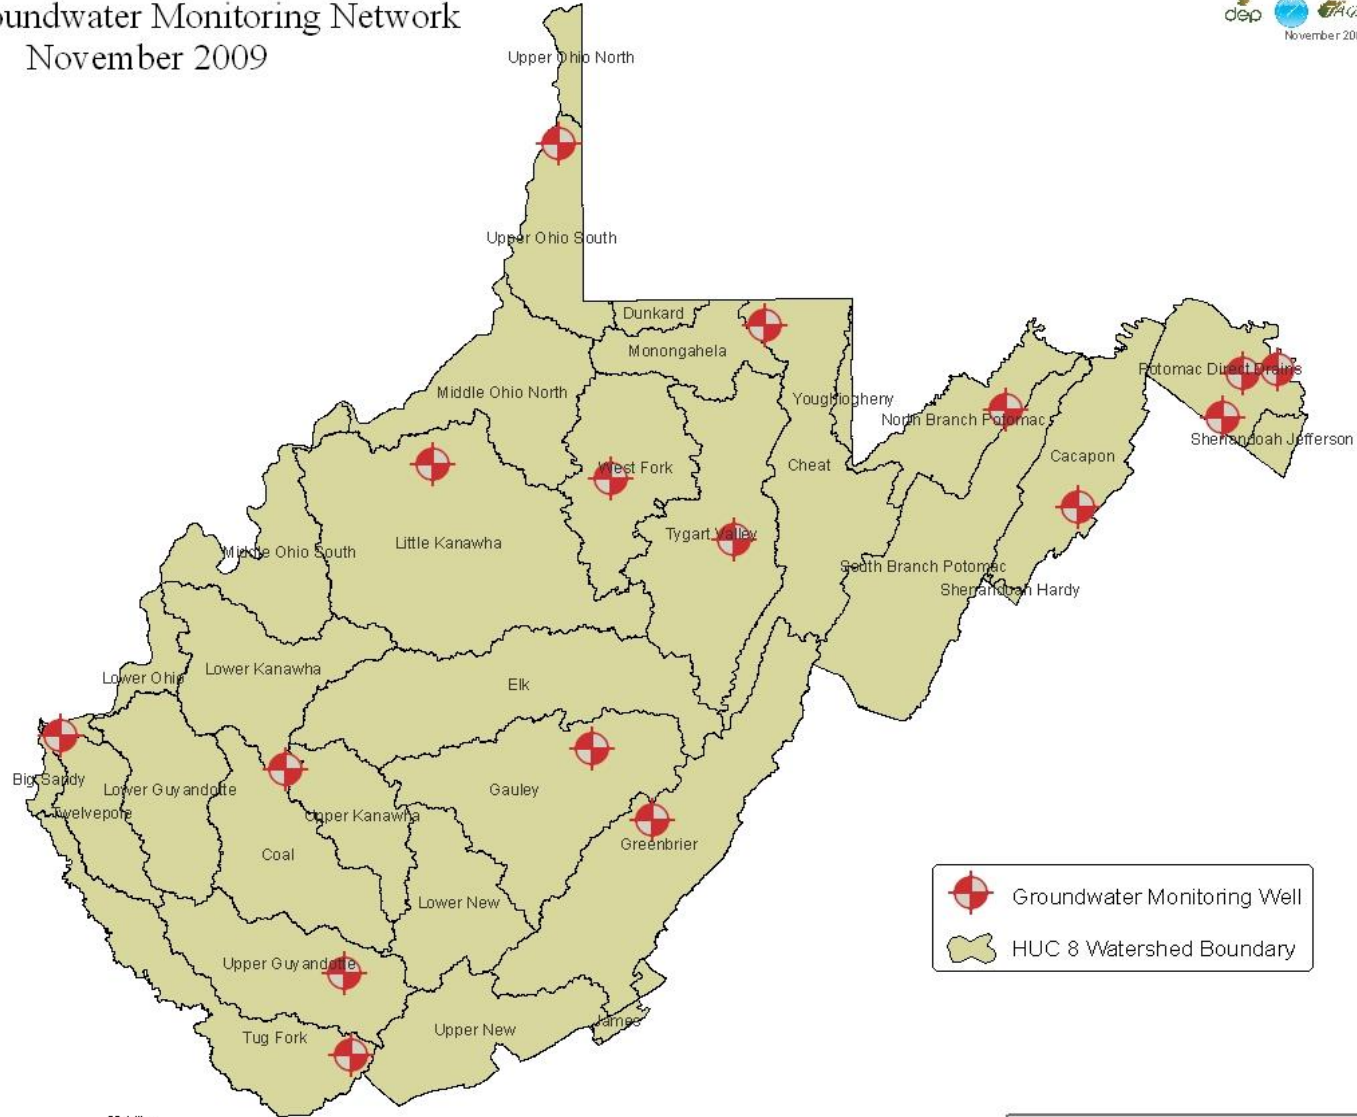 oundwater Monitoring Network
November 2009
dep
November 200
Upper Ohio North
Upper Ohio South
Dunkard
Monongahela
Middle Ohio North
Youghiogheny
North Branch Potomac
Potomac Direct Drains
Shenandoah Jefferson
Cacapon
West Fork
Cheat
Tygart Valley
Little Kanawha
Middle Ohio South
South Branch Potomac
Shenandoah Hardy
Lower Kanawha
Lower Ohio
Elk
Big Sandy
Twelvepole
Lower Guyandotte
Upper Kanawha
Gauley
Greenbrier
Coal
Lower New
Upper Guyandotte
Tug Fork
Upper New
James
Groundwater Monitoring Well
HUC 8 Watershed Boundary